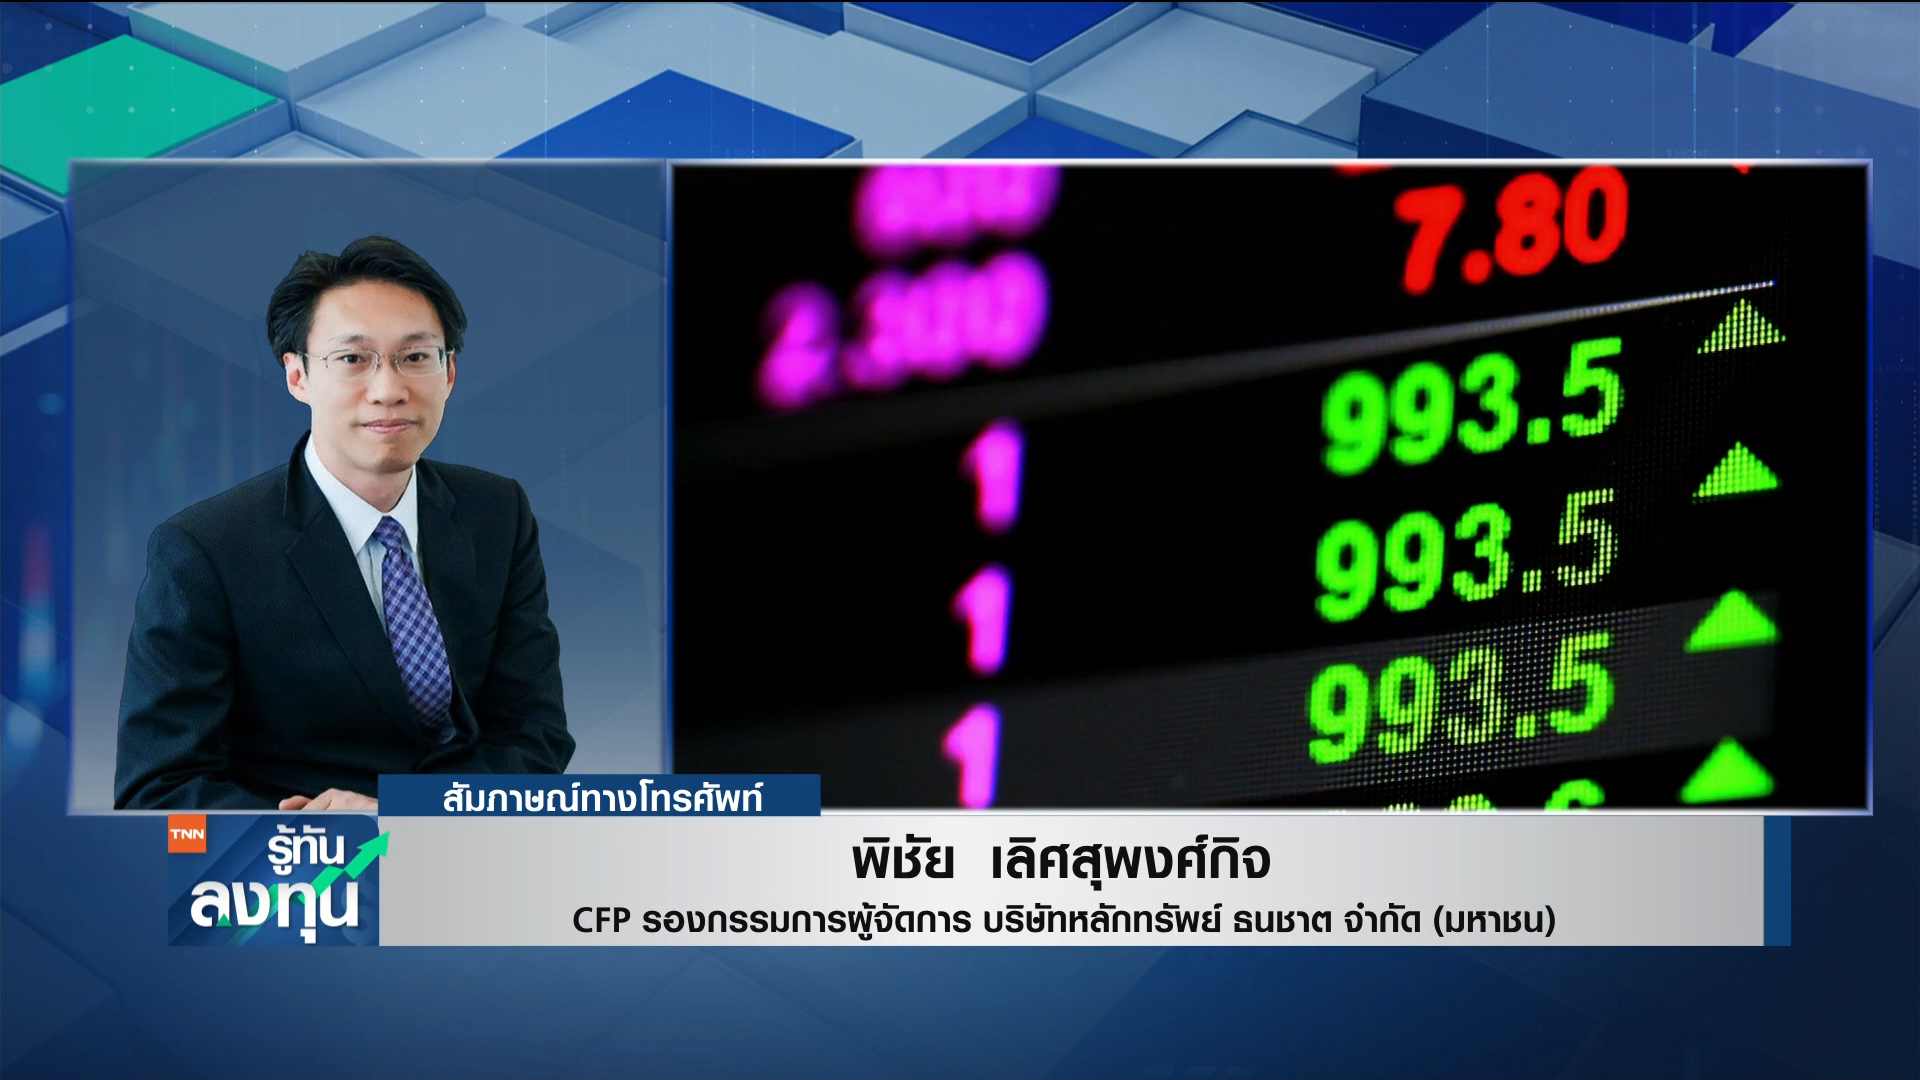 7.80
993.5
1
993.5
1
993.5
1
สัมภาษณ์ทางโทรศัพท์
TNN
รู้ทัน
ลงทุน
พิชัย เลิศสุพงศ์กิจ
CFP รองกรรมการผู้จัดการ บริษัทหลักทรัพย์ ธนชาต จำกัด (มหาชน)